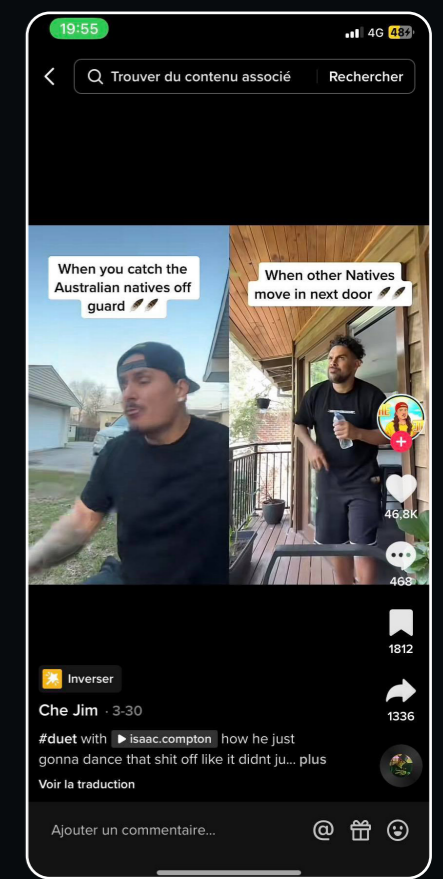 19:55
4G 48
Trouver du contenu associé
Rechercher
When you catch the
Australian natives off
guard
When other Natives
move in next door
46,8K
468
1812
1336
Inverser
Che Jim · 3-30
#duet with isaac.compton how he just
gonna dance that shit off like it didnt ju... plus
Voir la traduction
Ajouter un commentaire...